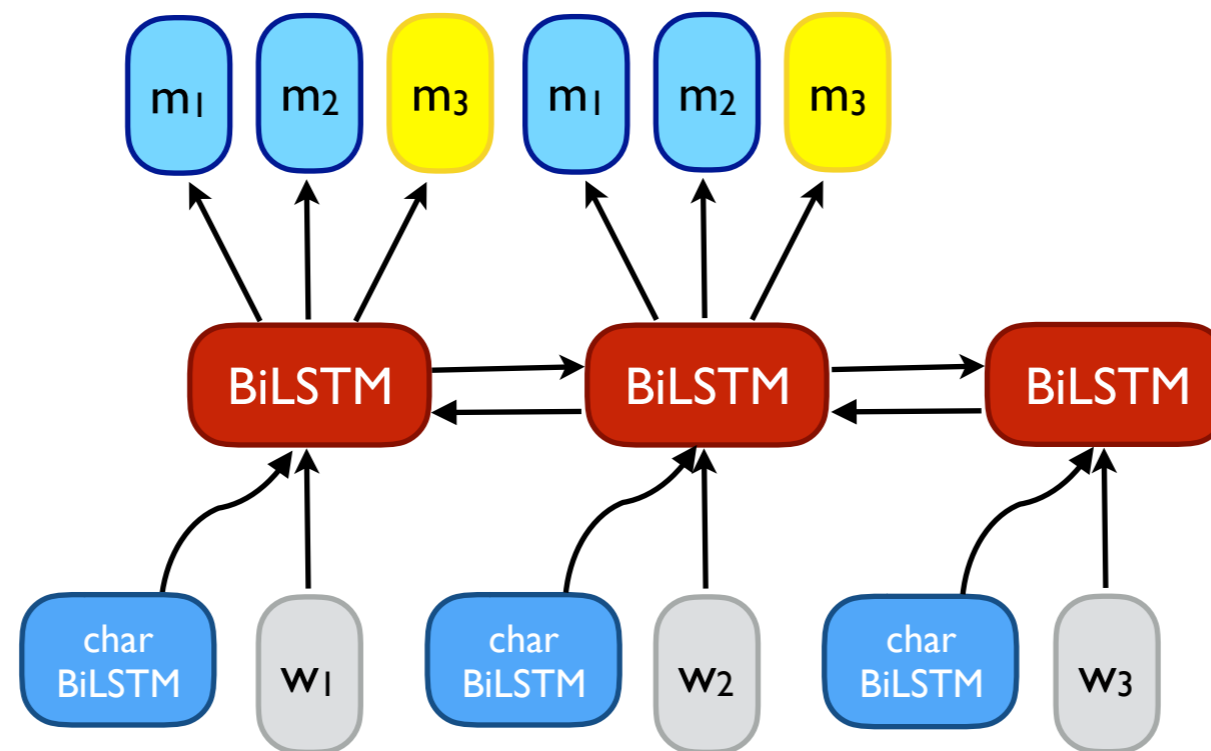 m₁ m₂ m₃ m₁ m₂ m₃
BiLSTM BiLSTM BiLSTM
char BiLSTM w₁ char BiLSTM w₂ char BiLSTM w₃